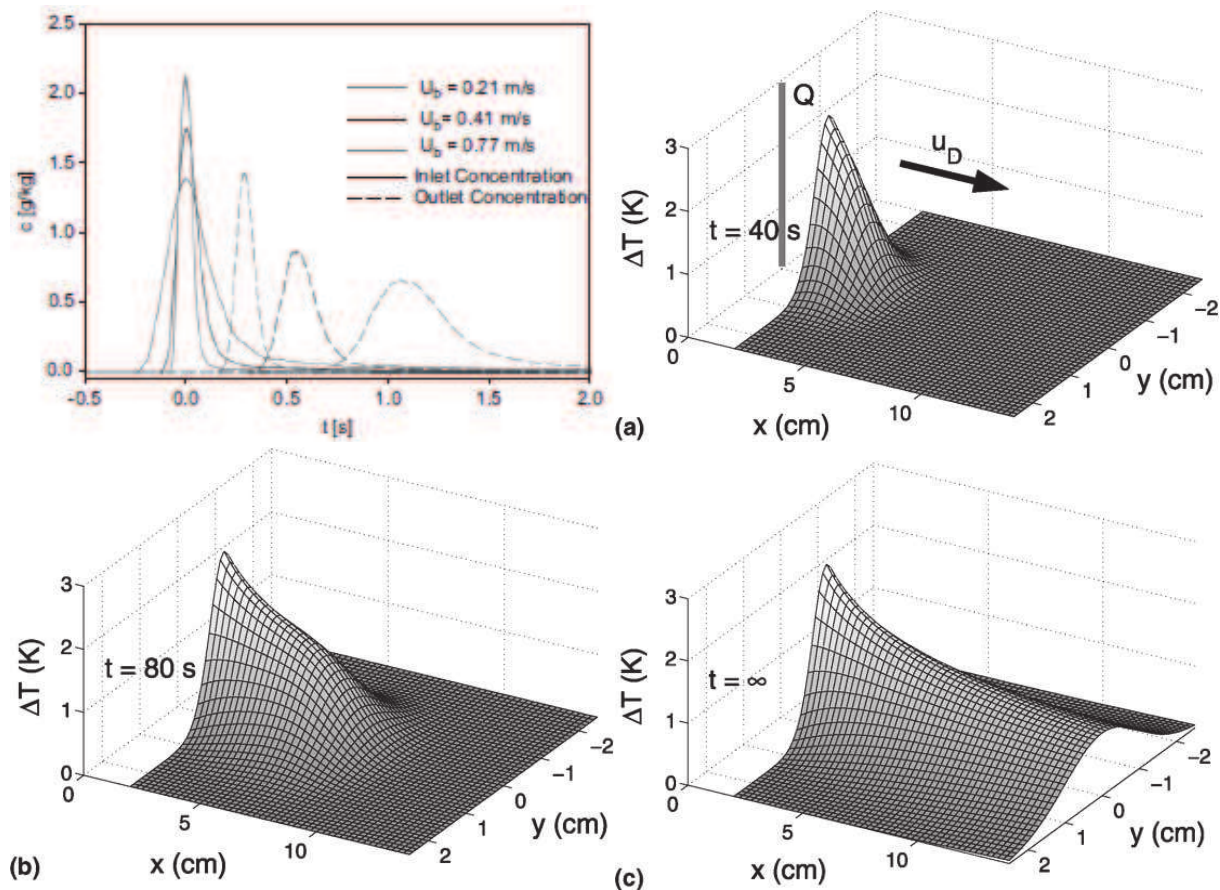 2.5
2.0
1.5
1.0
0.5
0.0
c [g/kg]
U_b = 0.21 m/s
U_b = 0.41 m/s
U_b = 0.77 m/s
Inlet Concentration
Outlet Concentration
-0.5 0.0 0.5 1.0 1.5 2.0
t [s]
(a)
Q
u_D
t = 40 s
ΔT (K)
3
2
1
0
0 5 10
x (cm)
-2
-1
0
1
2
y (cm)
(b)
t = 80 s
ΔT (K)
3
2
1
0
0 5 10
x (cm)
-2
-1
0
1
2
y (cm)
(c)
t = ∞
ΔT (K)
3
2
1
0
0 5 10
x (cm)
-2
-1
0
1
2
y (cm)